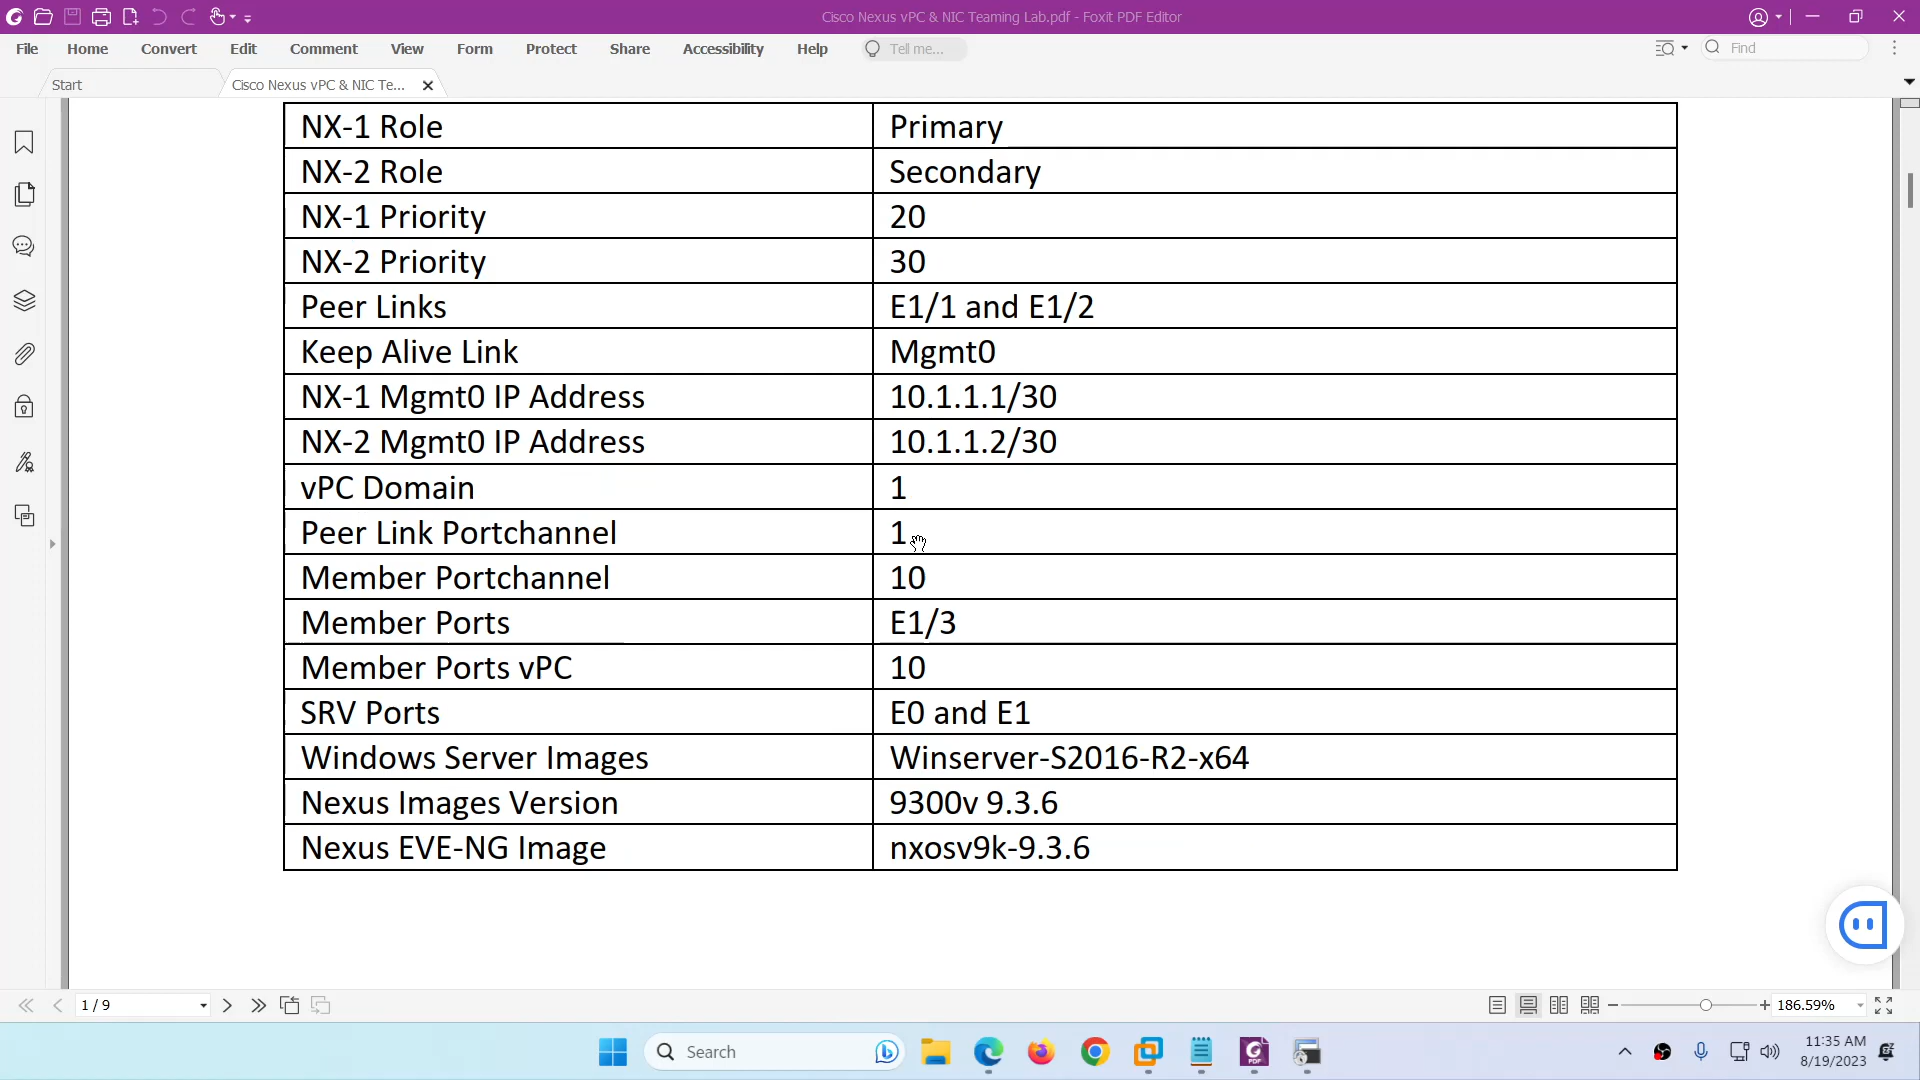 Cisco Nexus vPC & NIC Teaming Lab.pdf - Foxit PDF Editor
File Home Convert Edit Comment View Form Protect Share Accessibility Help Tell me... Find
Start Cisco Nexus vPC & NIC Te...
NX-1 Role Primary
NX-2 Role Secondary
NX-1 Priority 20
NX-2 Priority 30
Peer Links E1/1 and E1/2
Keep Alive Link Mgmt0
NX-1 Mgmt0 IP Address 10.1.1.1/30
NX-2 Mgmt0 IP Address 10.1.1.2/30
vPC Domain 1
Peer Link Portchannel 1
Member Portchannel 10
Member Ports E1/3
Member Ports vPC 10
SRV Ports E0 and E1
Windows Server Images Winserver-S2016-R2-x64
Nexus Images Version 9300v 9.3.6
Nexus EVE-NG Image nxosv9k-9.3.6
1 / 9 186.59%
Search 11:35 AM
8/19/2023